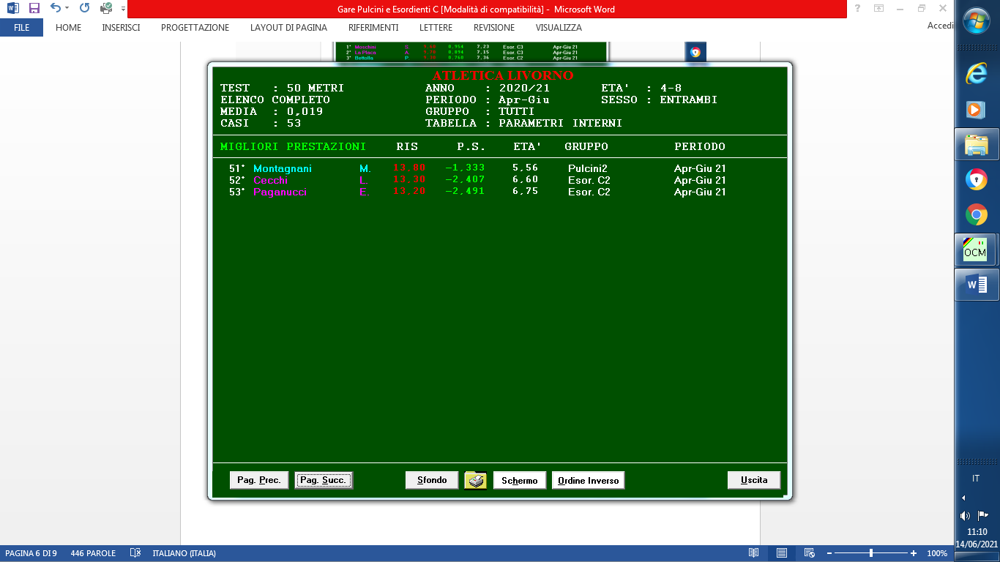 Gare Pulcini e Esordienti C [Modalità di compatibilità] - Microsoft Word
FILE HOME INSERISCI PROGETTAZIONE LAYOUT DI PAGINA RIFERIMENTI LETTERE REVISIONE VISUALIZZA Accedi
1° Moschini S. 0,954 7,23 Esor. C3 Apr-Giu 21
2° Lo Piano A 0,894 7,15 Esor. C3 Apr-Giu 21
3° Bottolla P 0,760 7,36 Esor. C2 Apr-Giu 21
ATLETICA LIVORNO
TEST : 50 METRI ANNO : 2020/21 ETA' : 4-8
ELENCO COMPLETO PERIODO : Apr-Giu SESSO : ENTRAMBI
MEDIA : 0,019 GRUPPO : TUTTI
CASI : 53 TABELLA : PARAMETRI INTERNI
MIGLIORI PRESTAZIONI RIS P.S. ETA' GRUPPO PERIODO
51° Montagnani M. 13.80 -1,333 5,56 Pulcini2 Apr-Giu 21
52° Cecchi L. 13.30 -2,407 6,60 Esor. C2 Apr-Giu 21
53° Paganucci E. 13.20 -2,491 6,75 Esor. C2 Apr-Giu 21
Pag. Prec. Pag. Succ. Sfondo Schermo Ordine Inverso Uscita
OCM
IT
11:10
14/06/2021
PAGINA 6 DI 9 446 PAROLE ITALIANO (ITALIA) 100%